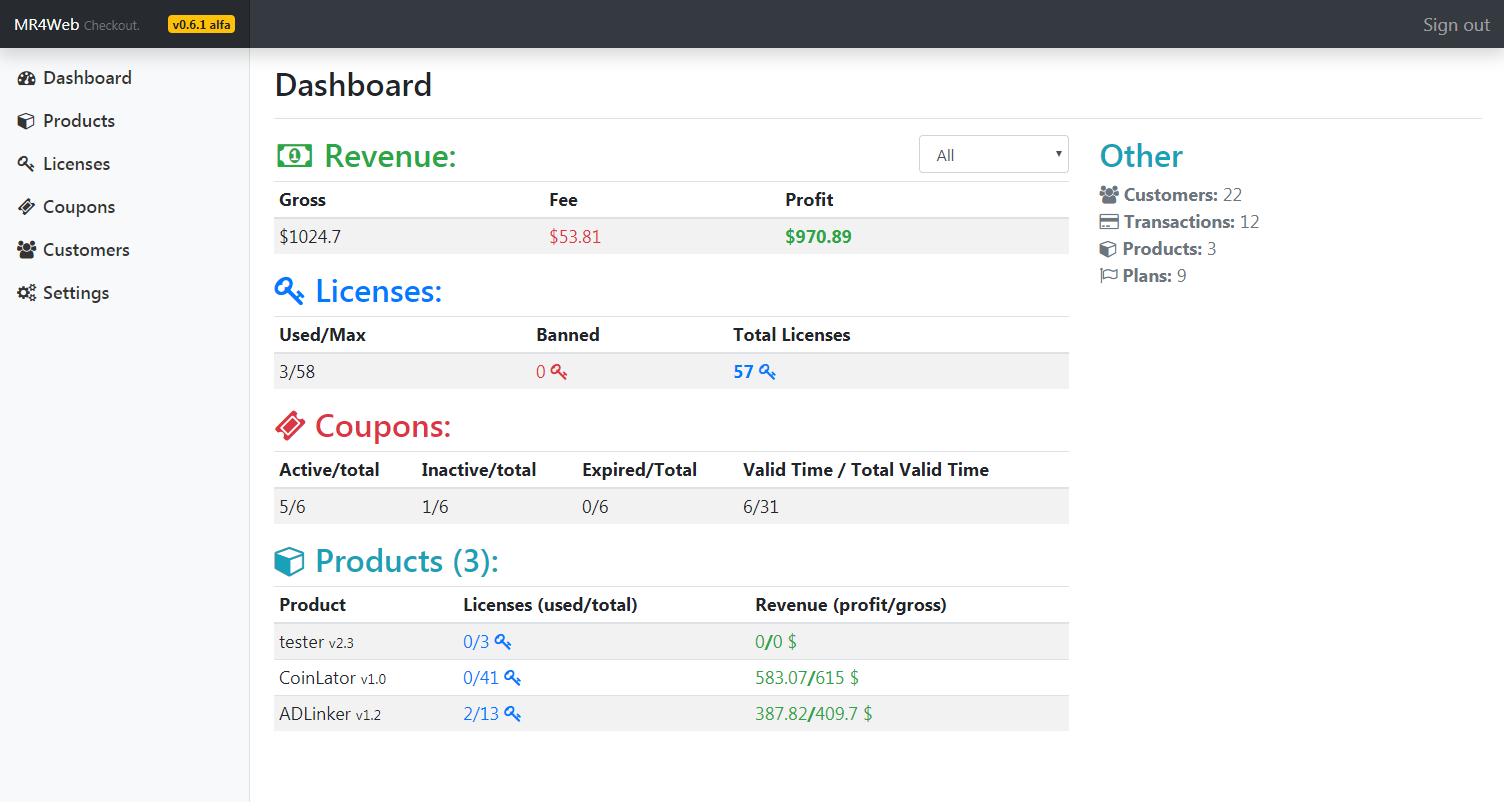 MR4Web Checkout. v0.6.1 alfa
Sign out
Dashboard
Products
Licenses
Coupons
Customers
Settings
Dashboard
Revenue:
All
Gross Fee Profit
$1024.7 $53.81 $970.89
Licenses:
Used/Max Banned Total Licenses
3/58 0 57
Coupons:
Active/total Inactive/total Expired/Total Valid Time / Total Valid Time
5/6 1/6 0/6 6/31
Products (3):
Product Licenses (used/total) Revenue (profit/gross)
tester v2.3 0/3 0/0 $
CoinLator v1.0 0/41 583.07/615 $
ADLinker v1.2 2/13 387.82/409.7 $
Other
Customers: 22
Transactions: 12
Products: 3
Plans: 9